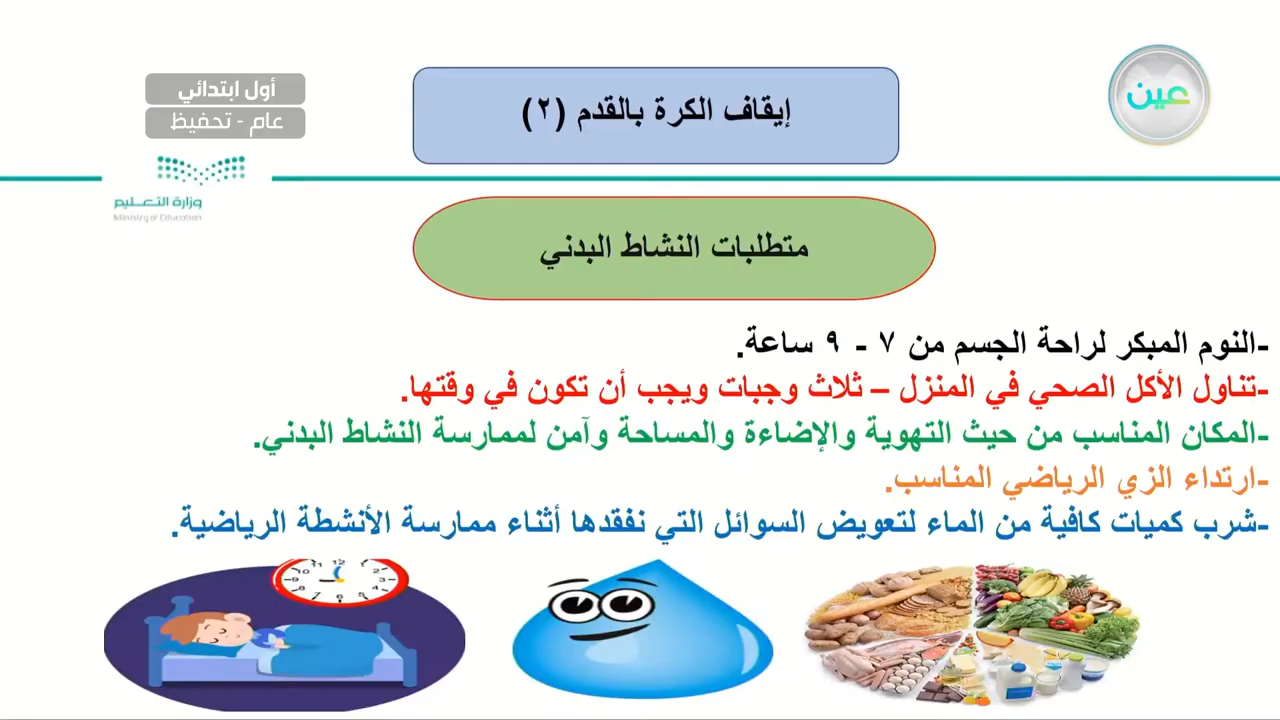 عين
إيقاف الكرة بالقدم (٢)
أول ابتدائي
عام - تحفيظ
وزارة التعـــليم
Ministry of Education
متطلبات النشاط البدني
-النوم المبكر لراحة الجسم من ٧ - ٩ ساعة.
-تناول الأكل الصحي في المنزل – ثلاث وجبات ويجب أن تكون في وقتها.
-المكان المناسب من حيث التهوية والإضاءة والمساحة وآمن لممارسة النشاط البدني.
-ارتداء الزي الرياضي المناسب.
-شرب كميات كافية من الماء لتعويض السوائل التي نفقدها أثناء ممارسة الأنشطة الرياضية.